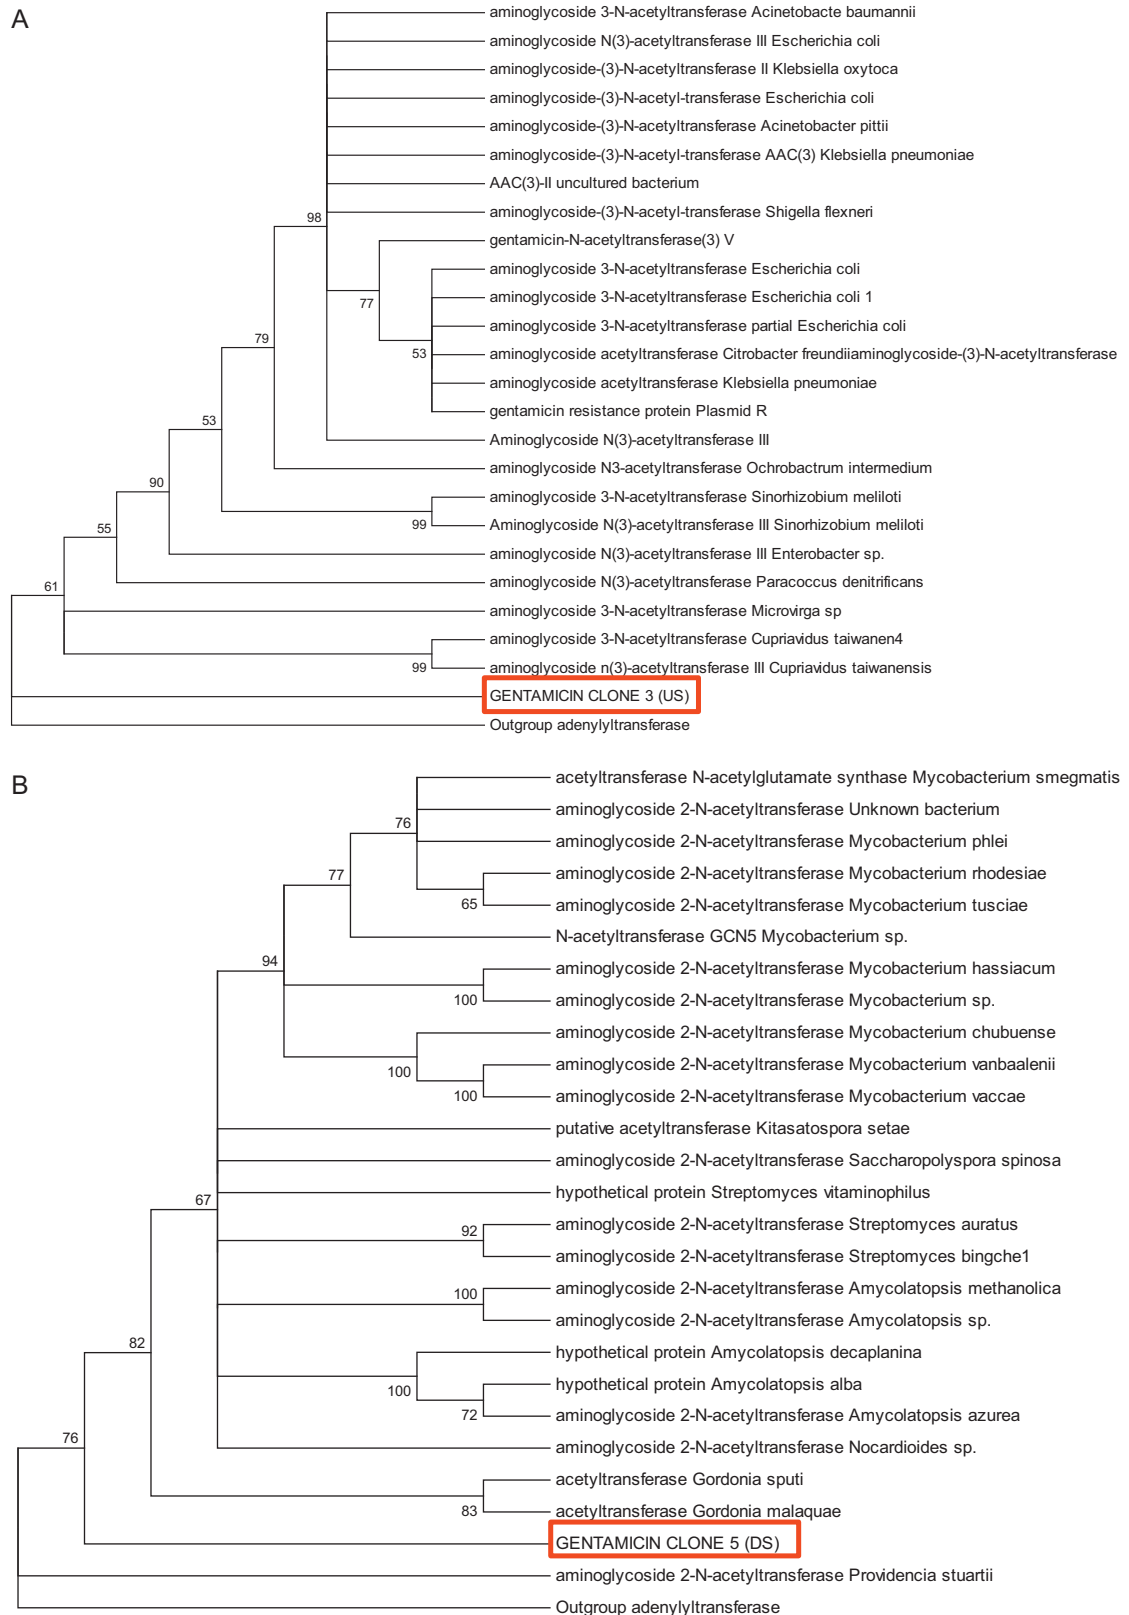 A
aminoglycoside 3-N-acetyltransferase Acinetobacte baumannii
aminoglycoside N(3)-acetyltransferase III Escherichia coli
aminoglycoside-(3)-N-acetyltransferase II Klebsiella oxytoca
aminoglycoside-(3)-N-acetyl-transferase Escherichia coli
aminoglycoside-(3)-N-acetyltransferase Acinetobacter pittii
aminoglycoside-(3)-N-acetyl-transferase AAC(3) Klebsiella pneumoniae
AAC(3)-II uncultured bacterium
aminoglycoside-(3)-N-acetyl-transferase Shigella flexneri
98
gentamicin-N-acetyltransferase(3) V
aminoglycoside 3-N-acetyltransferase Escherichia coli
aminoglycoside 3-N-acetyltransferase Escherichia coli 1
77
aminoglycoside 3-N-acetyltransferase partial Escherichia coli
79
aminoglycoside acetyltransferase Citrobacter freundiiaminoglycoside-(3)-N-acetyltransferase
53
aminoglycoside acetyltransferase Klebsiella pneumoniae
gentamicin resistance protein Plasmid R
53
Aminoglycoside N(3)-acetyltransferase III
aminoglycoside N3-acetyltransferase Ochrobactrum intermedium
90
aminoglycoside 3-N-acetyltransferase Sinorhizobium meliloti
55
99
Aminoglycoside N(3)-acetyltransferase III Sinorhizobium meliloti
aminoglycoside N(3)-acetyltransferase III Enterobacter sp.
61
aminoglycoside N(3)-acetyltransferase Paracoccus denitrificans
aminoglycoside 3-N-acetyltransferase Microvirga sp
aminoglycoside 3-N-acetyltransferase Cupriavidus taiwanen4
99
aminoglycoside n(3)-acetyltransferase III Cupriavidus taiwanensis
GENTAMICIN CLONE 3 (US)
Outgroup adenylyltransferase
B
acetyltransferase N-acetylglutamate synthase Mycobacterium smegmatis
aminoglycoside 2-N-acetyltransferase Unknown bacterium
76
aminoglycoside 2-N-acetyltransferase Mycobacterium phlei
77
aminoglycoside 2-N-acetyltransferase Mycobacterium rhodesiae
65
aminoglycoside 2-N-acetyltransferase Mycobacterium tusciae
N-acetyltransferase GCN5 Mycobacterium sp.
94
aminoglycoside 2-N-acetyltransferase Mycobacterium hassiacum
100
aminoglycoside 2-N-acetyltransferase Mycobacterium sp.
aminoglycoside 2-N-acetyltransferase Mycobacterium chubuense
100
aminoglycoside 2-N-acetyltransferase Mycobacterium vanbaalenii
100
aminoglycoside 2-N-acetyltransferase Mycobacterium vaccae
putative acetyltransferase Kitasatospora setae
aminoglycoside 2-N-acetyltransferase Saccharopolyspora spinosa
67
hypothetical protein Streptomyces vitaminophilus
92
aminoglycoside 2-N-acetyltransferase Streptomyces auratus
aminoglycoside 2-N-acetyltransferase Streptomyces bingche1
100
aminoglycoside 2-N-acetyltransferase Amycolatopsis methanolica
aminoglycoside 2-N-acetyltransferase Amycolatopsis sp.
82
hypothetical protein Amycolatopsis decaplanina
100
hypothetical protein Amycolatopsis alba
72
aminoglycoside 2-N-acetyltransferase Amycolatopsis azurea
76
aminoglycoside 2-N-acetyltransferase Nocardioides sp.
acetyltransferase Gordonia sputi
83
acetyltransferase Gordonia malaquae
GENTAMICIN CLONE 5 (DS)
aminoglycoside 2-N-acetyltransferase Providencia stuartii
Outgroup adenylyltransferase